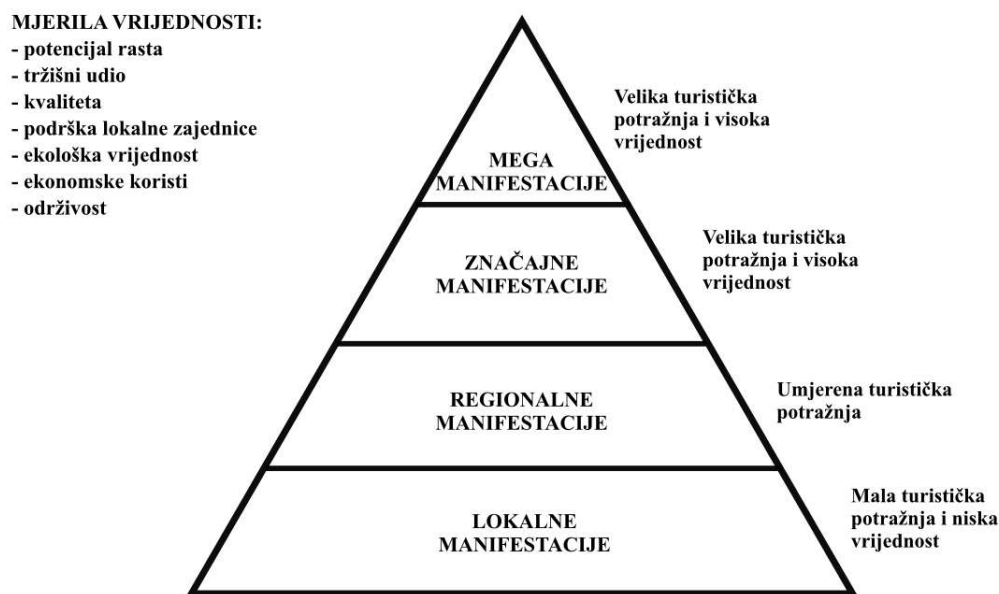 MJERILA VRIJEDNOSTI:
- potencijal rasta
- tržišni udio
- kvaliteta
- podrška lokalne zajednice
- ekološka vrijednost
- ekonomske koristi
- održivost
MEGA
MANIFESTACIJE
Velika turistička
potražnja i visoka
vrijednost
ZNAČAJNE
MANIFESTACIJE
Velika turistička
potražnja i visoka
vrijednost
REGIONALNE
MANIFESTACIJE
Umjerena turistička
potražnja
LOKALNE
MANIFESTACIJE
Mala turistička
potražnja i niska
vrijednost